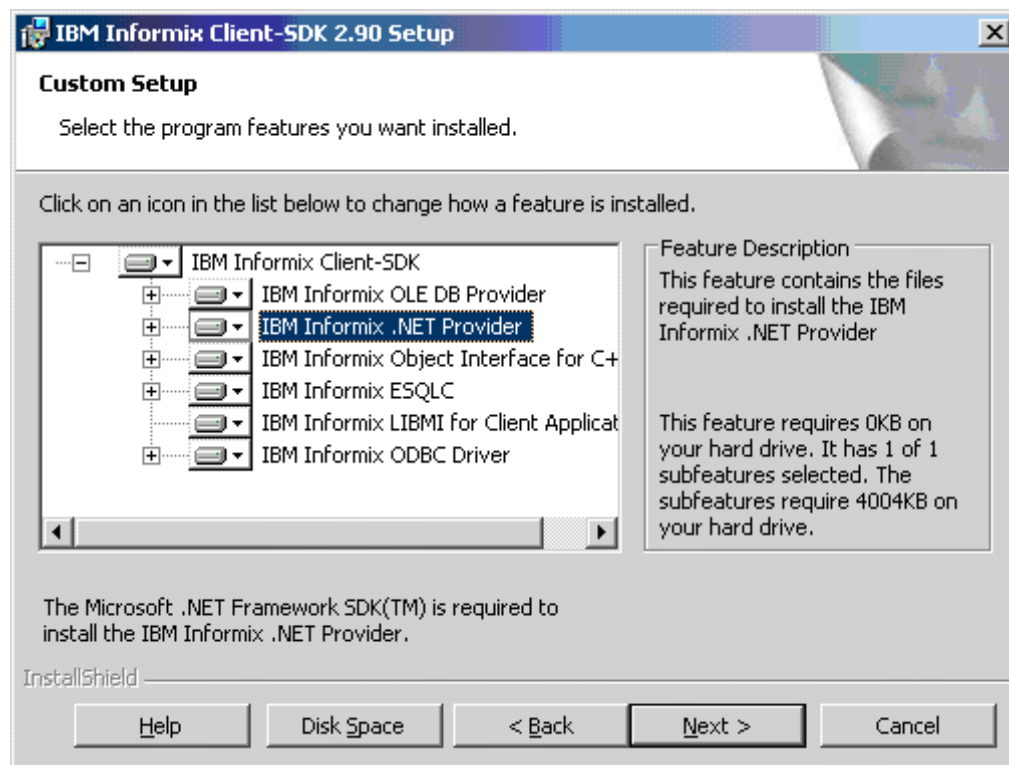 IBM Informix Client-SDK 2.90 Setup
Custom Setup
Select the program features you want installed.
Click on an icon in the list below to change how a feature is installed.
IBM Informix Client-SDK
IBM Informix OLE DB Provider
IBM Informix .NET Provider
IBM Informix Object Interface for C+
IBM Informix ESQLC
IBM Informix LIBMI for Client Applicat
IBM Informix ODBC Driver
Feature Description
This feature contains the files
required to install the IBM
Informix .NET Provider
This feature requires 0KB on
your hard drive. It has 1 of 1
subfeatures selected. The
subfeatures require 4004KB on
your hard drive.
The Microsoft .NET Framework SDK(TM) is required to
install the IBM Informix .NET Provider.
InstallShield
Help
Disk Space
< Back
Next >
Cancel